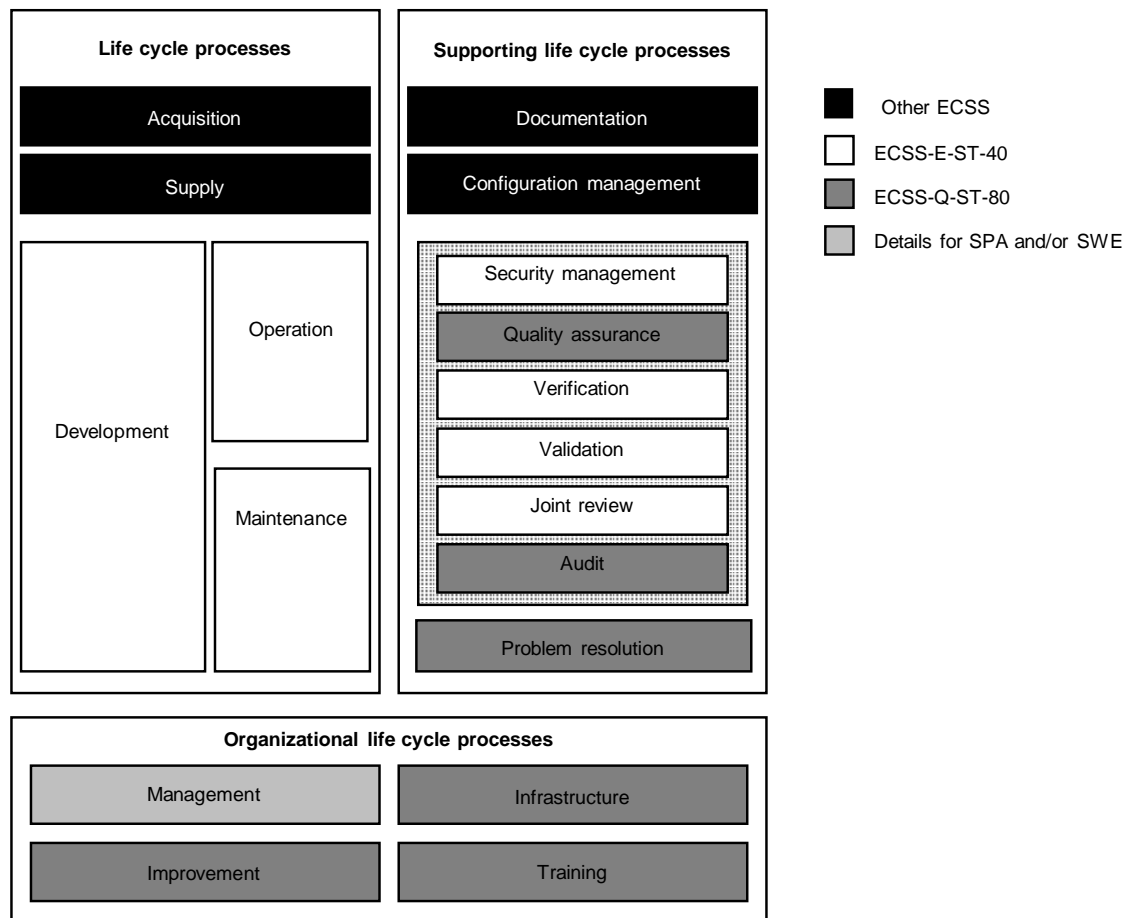 Life cycle processes
Acquisition
Supply
Development
Operation
Maintenance
Supporting life cycle processes
Documentation
Configuration management
Security management
Quality assurance
Verification
Validation
Joint review
Audit
Problem resolution
Other ECSS
ECSS-E-ST-40
ECSS-Q-ST-80
Details for SPA and/or SWE
Organizational life cycle processes
Management
Infrastructure
Improvement
Training